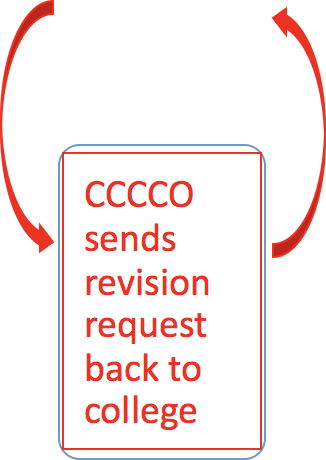 CCCCO
sends
revision
request
back to
college